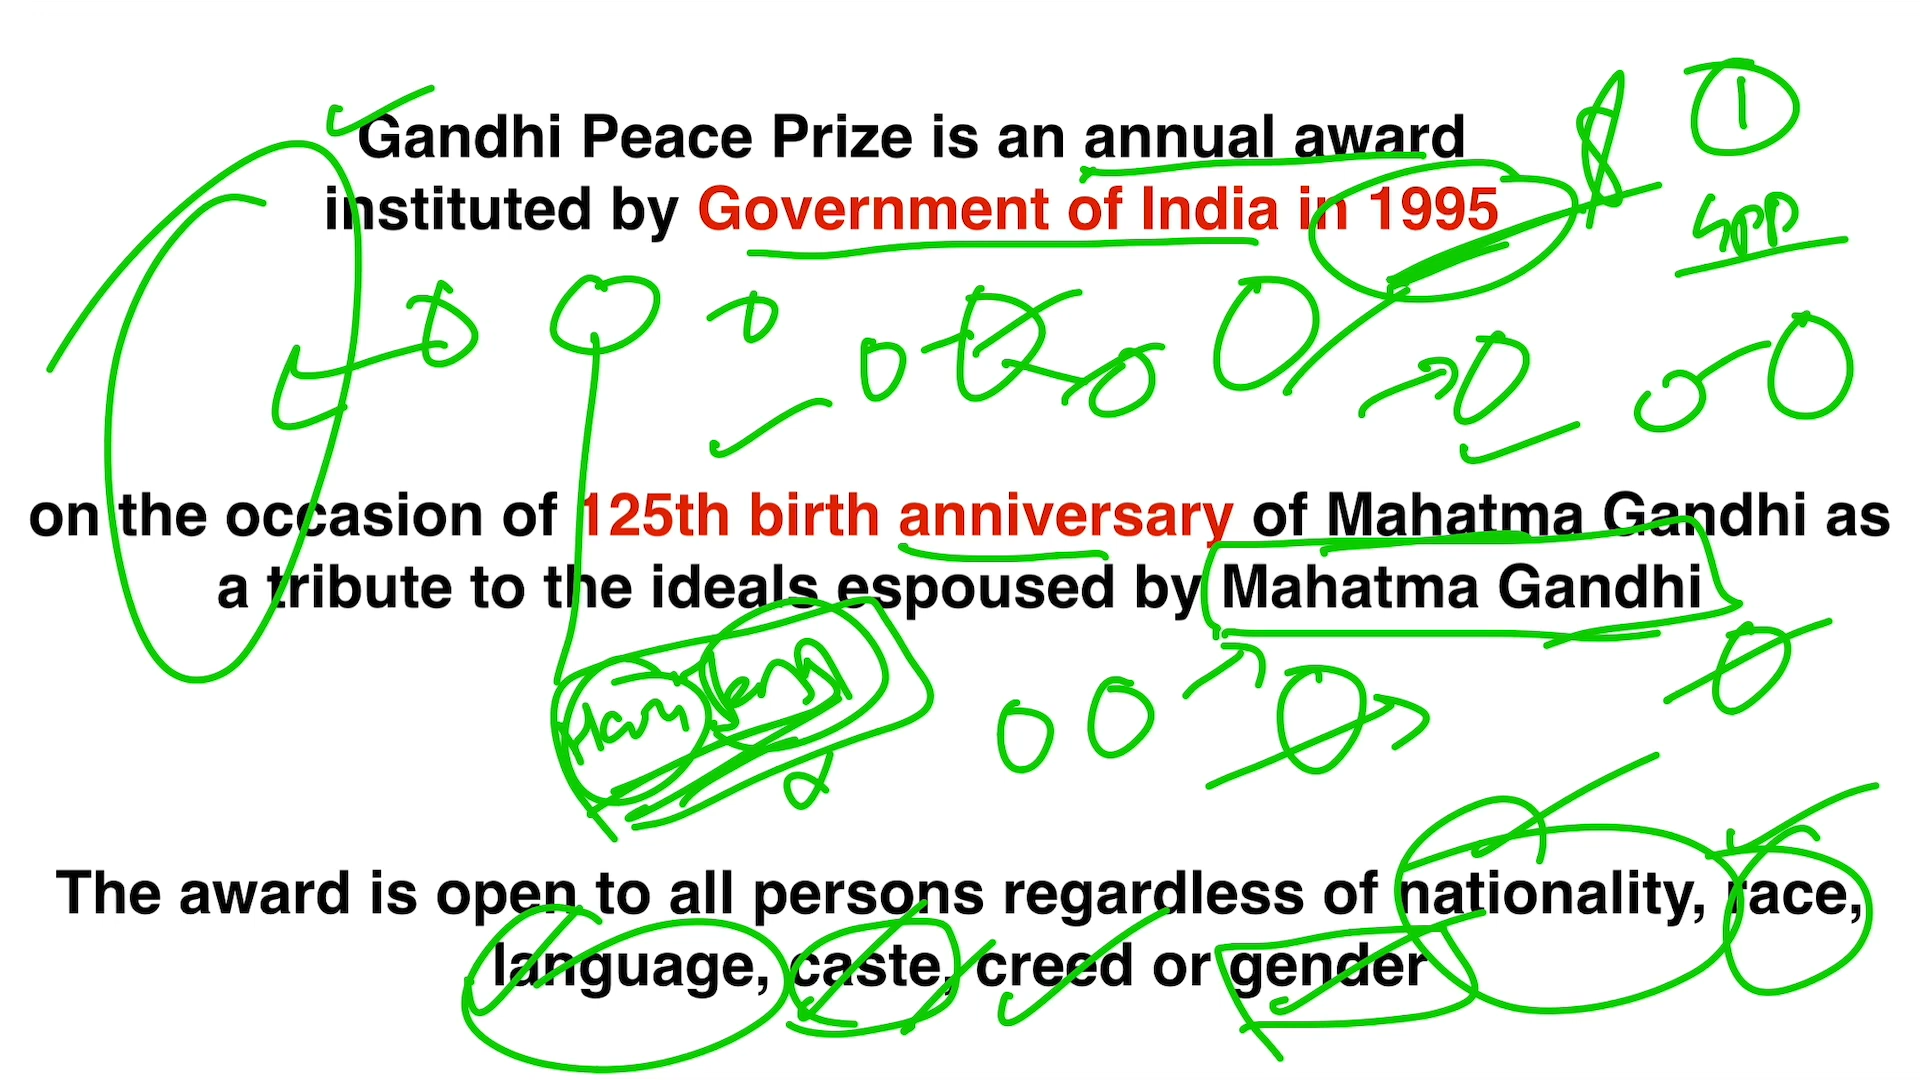 Gandhi Peace Prize is an annual award
instituted by Government of India in 1995
1
on the occasion of 125th birth anniversary of Mahatma Gandhi as
a tribute to the ideals espoused by Mahatma Gandhi
The award is open to all persons regardless of nationality, race,
language, caste, creed or gender